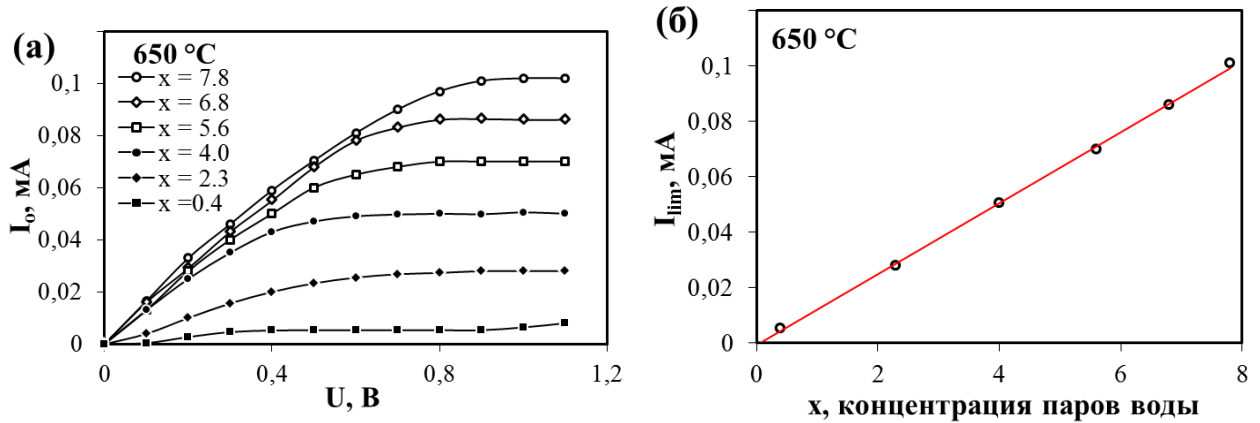 (а)
650 °C
x = 7.8
x = 6.8
x = 5.6
x = 4.0
x = 2.3
x =0.4
0,1
0,08
0,06
0,04
0,02
0
I₀, мА
0 0,4 0,8 1,2
U, В
(б)
650 °C
0,1
0,08
0,06
0,04
0,02
0
I_lim, мА
0 2 4 6 8
x, концентрация паров воды